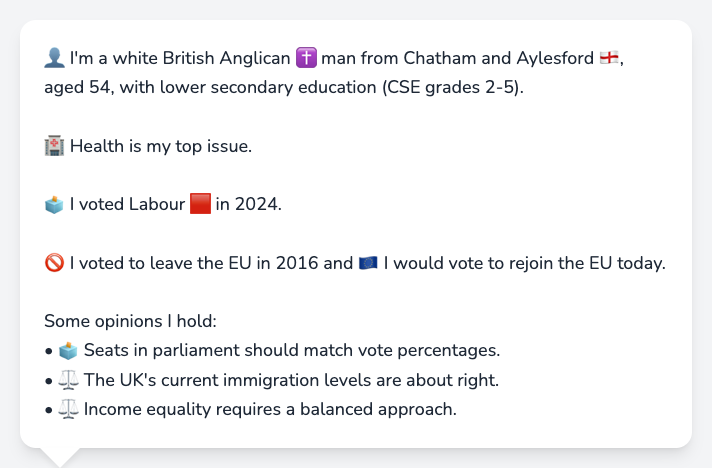 👤 I'm a white British Anglican ✝️ man from Chatham and Aylesford 🏴󠁧󠁢󠁥󠁮󠁧󠁿,
aged 54, with lower secondary education (CSE grades 2-5).
🏥 Health is my top issue.
🗳️ I voted Labour 🟥 in 2024.
🚫 I voted to leave the EU in 2016 and 🇪🇺 I would vote to rejoin the EU today.
Some opinions I hold:
• 🗳️ Seats in parliament should match vote percentages.
• ⚖️ The UK's current immigration levels are about right.
• ⚖️ Income equality requires a balanced approach.